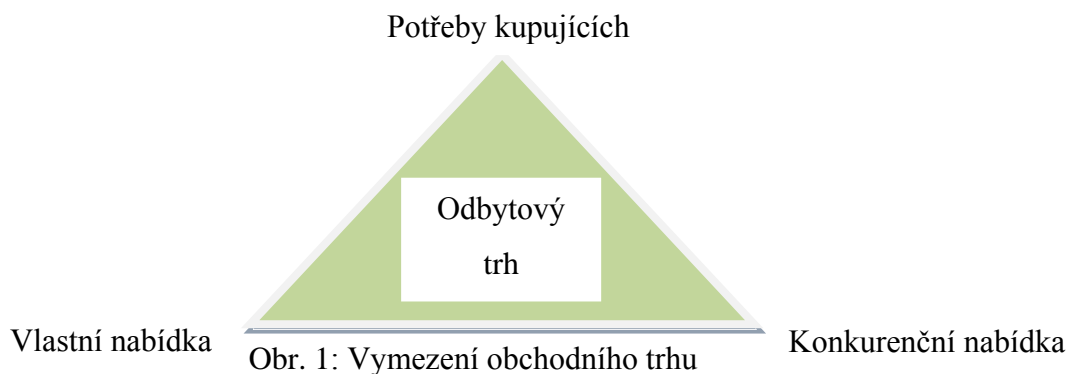 Potřeby kupujících
Odbytový
trh
Vlastní nabídka
Konkurenční nabídka
Obr. 1: Vymezení obchodního trhu